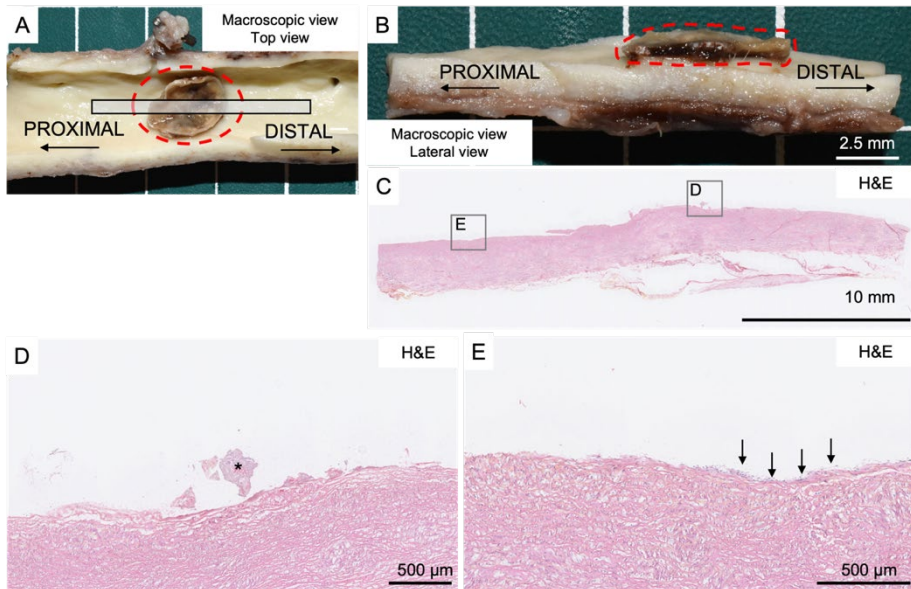 A
Macroscopic view
Top view
PROXIMAL
DISTAL
B
PROXIMAL
DISTAL
Macroscopic view
Lateral view
2.5 mm
C
H&E
E
D
10 mm
D
H&E
*
500 µm
E
H&E
500 µm